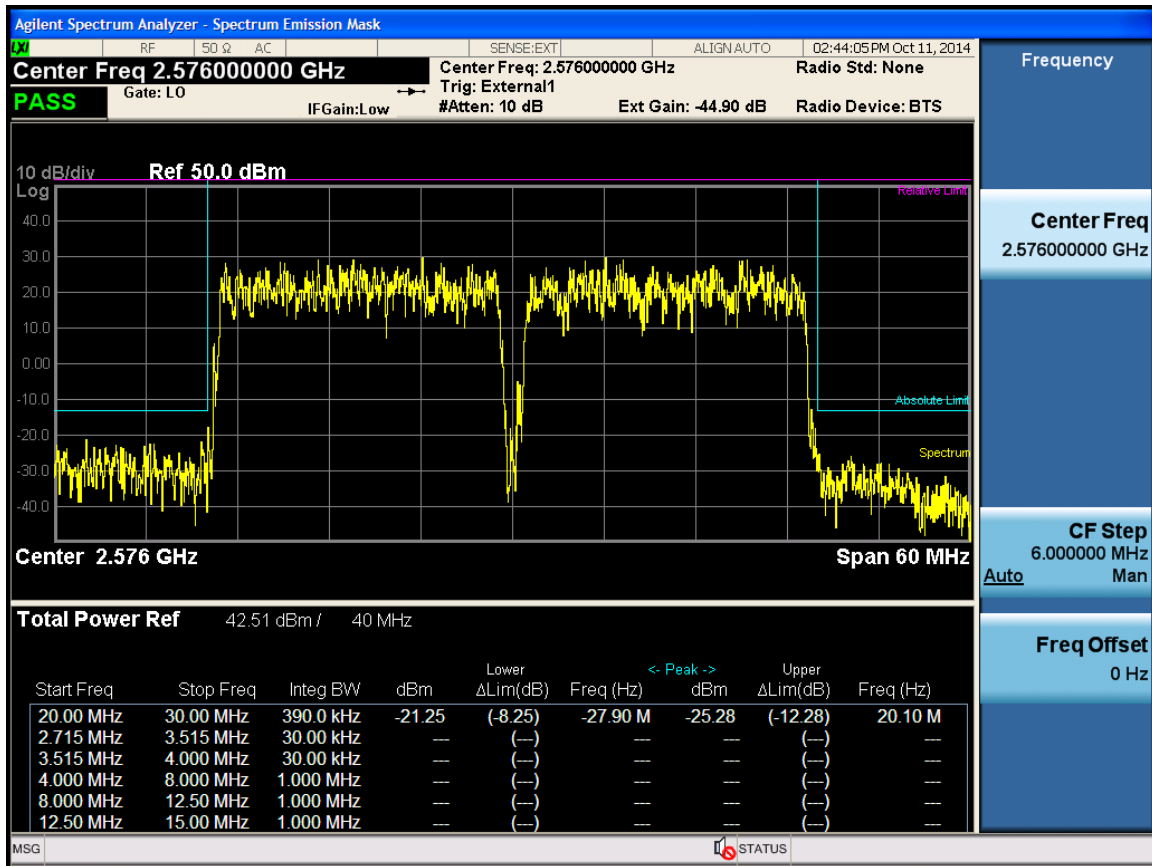 Agilent Spectrum Analyzer - Spectrum Emission Mask
LXI RF 50 Ω AC SENSE:EXT ALIGN AUTO 02:44:05 PM Oct 11, 2014
Center Freq 2.576000000 GHz
Center Freq: 2.576000000 GHz
Radio Std: None
Trig: External1
PASS
Gate: LO
IFGain:Low
#Atten: 10 dB
Ext Gain: -44.90 dB
Radio Device: BTS
10 dB/div
Ref 50.0 dBm
Log
Relative Limit
40.0
30.0
20.0
10.0
0.00
-10.0
Absolute Limit
-20.0
Spectrum
-30.0
-40.0
Center 2.576 GHz
Span 60 MHz
Total Power Ref 42.51 dBm / 40 MHz
Lower <- Peak -> Upper
Start Freq Stop Freq Integ BW dBm ΔLim(dB) Freq (Hz) dBm ΔLim(dB) Freq (Hz)
20.00 MHz 30.00 MHz 390.0 kHz -21.25 (-8.25) -27.90 M -25.28 (-12.28) 20.10 M
2.715 MHz 3.515 MHz 30.00 kHz --- (---) --- --- (---) ---
3.515 MHz 4.000 MHz 30.00 kHz --- (---) --- --- (---) ---
4.000 MHz 8.000 MHz 1.000 MHz --- (---) --- --- (---) ---
8.000 MHz 12.50 MHz 1.000 MHz --- (---) --- --- (---) ---
12.50 MHz 15.00 MHz 1.000 MHz --- (---) --- --- (---) ---
MSG
STATUS
Frequency
Center Freq
2.576000000 GHz
CF Step
6.000000 MHz
Auto Man
Freq Offset
0 Hz